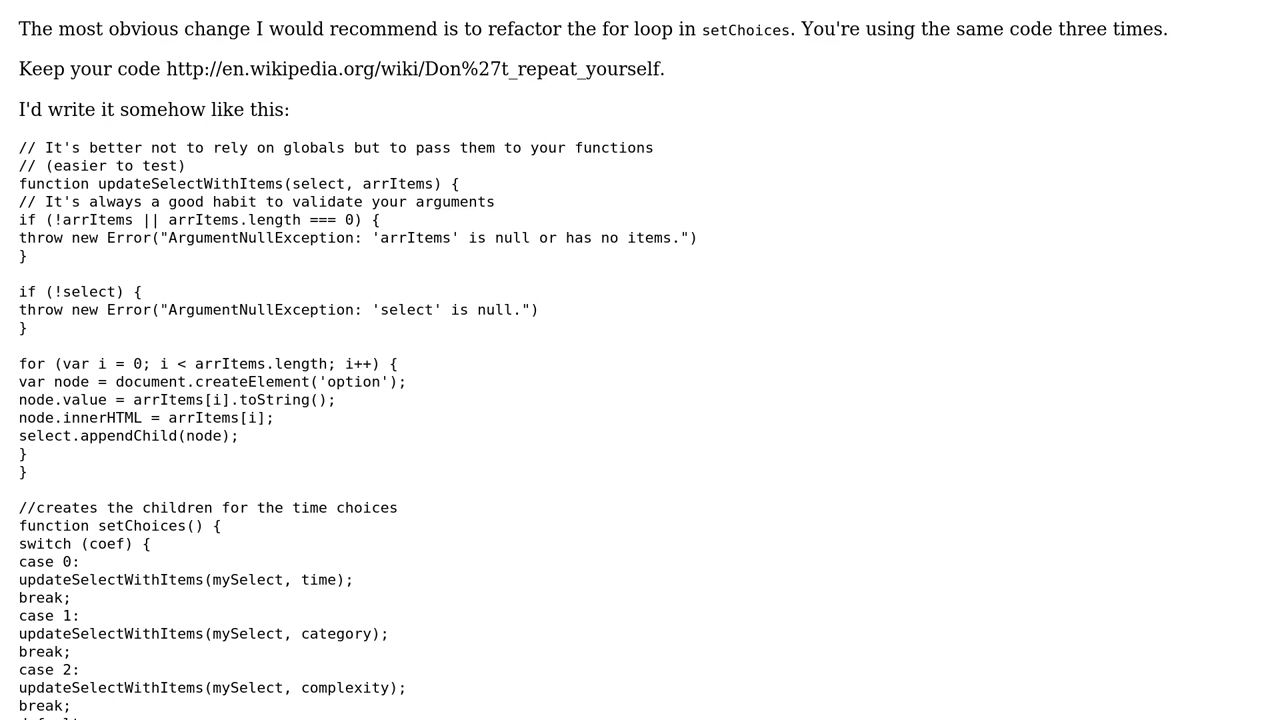 The most obvious change I would recommend is to refactor the for loop in setChoices. You're using the same code three times.
Keep your code http://en.wikipedia.org/wiki/Don%27t_repeat_yourself.
I'd write it somehow like this:
// It's better not to rely on globals but to pass them to your functions
// (easier to test)
function updateSelectWithItems(select, arrItems) {
// It's always a good habit to validate your arguments
if (!arrItems || arrItems.length === 0) {
throw new Error("ArgumentNullException: 'arrItems' is null or has no items.")
}
if (!select) {
throw new Error("ArgumentNullException: 'select' is null.")
}
for (var i = 0; i < arrItems.length; i++) {
var node = document.createElement('option');
node.value = arrItems[i].toString();
node.innerHTML = arrItems[i];
select.appendChild(node);
}
}
//creates the children for the time choices
function setChoices() {
switch (coef) {
case 0:
updateSelectWithItems(mySelect, time);
break;
case 1:
updateSelectWithItems(mySelect, category);
break;
case 2:
updateSelectWithItems(mySelect, complexity);
break;